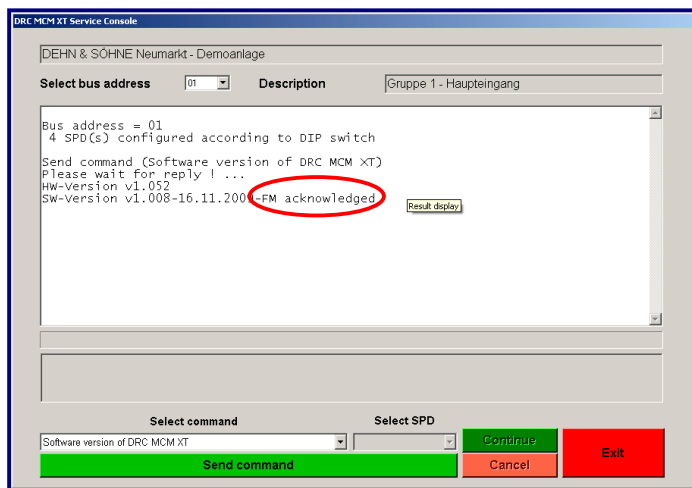 DRC MCM XT Service Console
DEHN & SÖHNE Neumarkt - Demoanlage
Select bus address 01 Description Gruppe 1 - Haupteingang
Bus address = 01
4 SPD(s) configured according to DIP switch
Send command (Software version of DRC MCM XT)
Please wait for reply ! ...
HW-Version v1.052
SW-Version v1.008-16.11.2009-FM acknowledged
Result display
Select command Select SPD
Software version of DRC MCM XT
Continue
Exit
Send command
Cancel